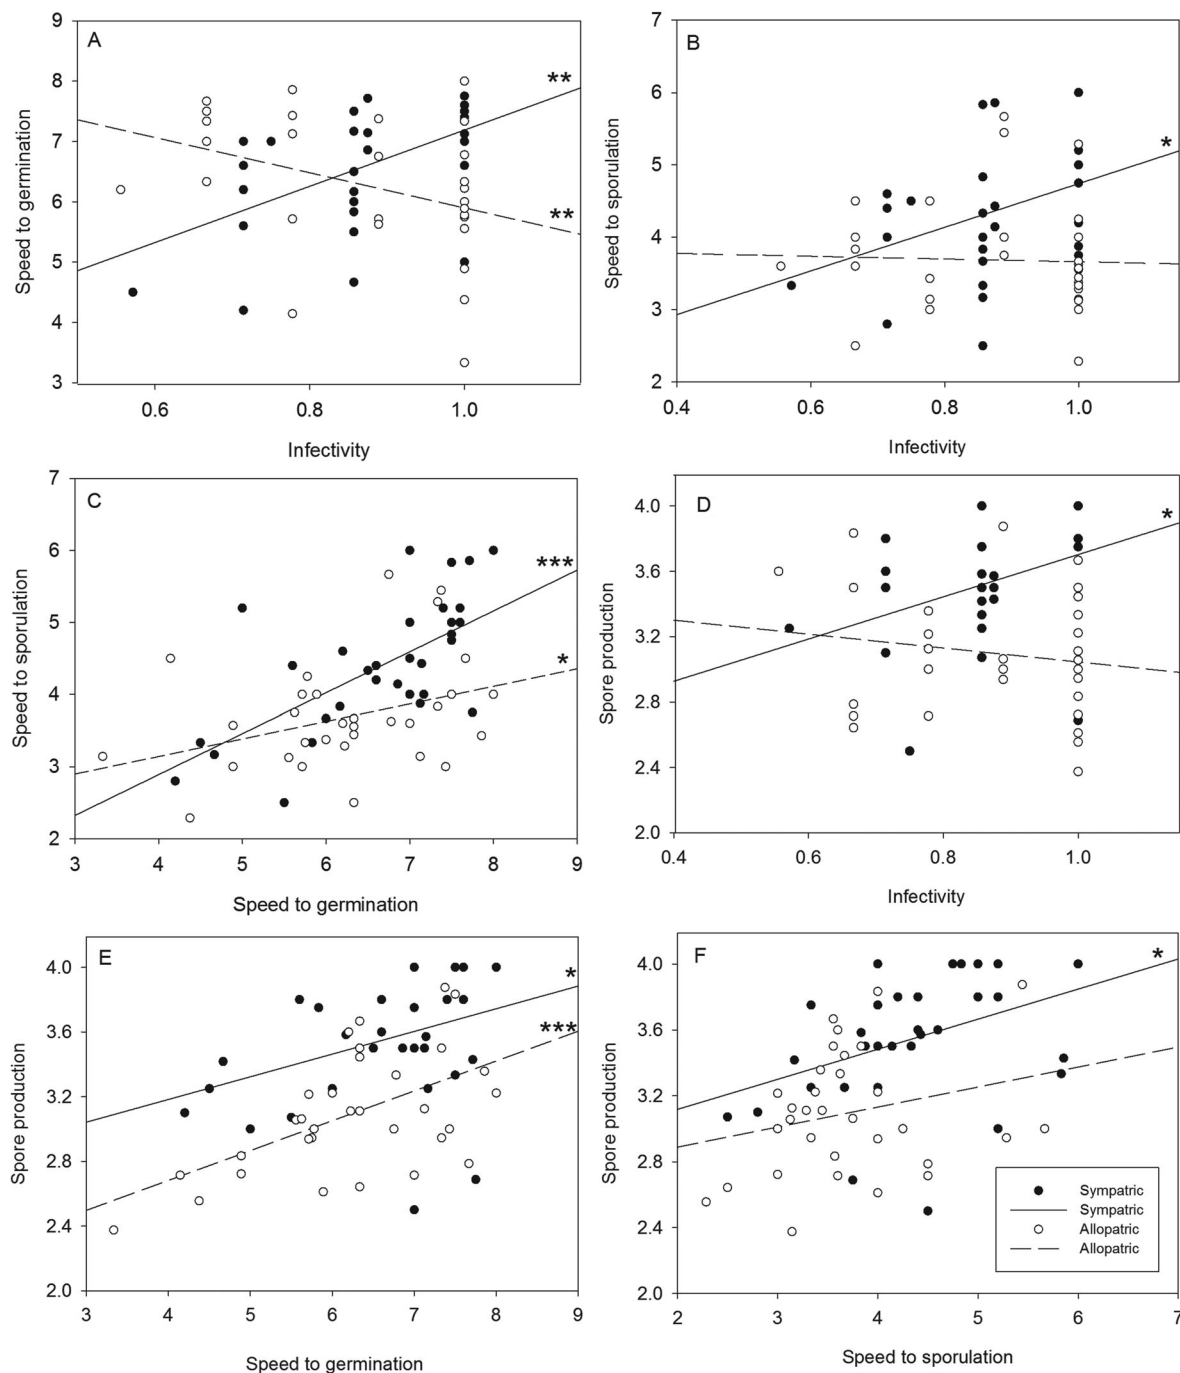 A
Speed to germination
9
8
7
6
5
4
3
**
**
0.6 0.8 1.0
Infectivity
B
Speed to sporulation
7
6
5
4
3
2
*
0.4 0.6 0.8 1.0
Infectivity
C
Speed to sporulation
7
6
5
4
3
2
***
*
3 4 5 6 7 8 9
Speed to germination
D
Spore production
4.0
3.6
3.2
2.8
2.4
2.0
*
0.4 0.6 0.8 1.0
Infectivity
E
Spore production
4.0
3.6
3.2
2.8
2.4
2.0
*
***
3 4 5 6 7 8 9
Speed to germination
F
Spore production
4.0
3.6
3.2
2.8
2.4
2.0
*
Sympatric
Sympatric
Allopatric
Allopatric
2 3 4 5 6 7
Speed to sporulation